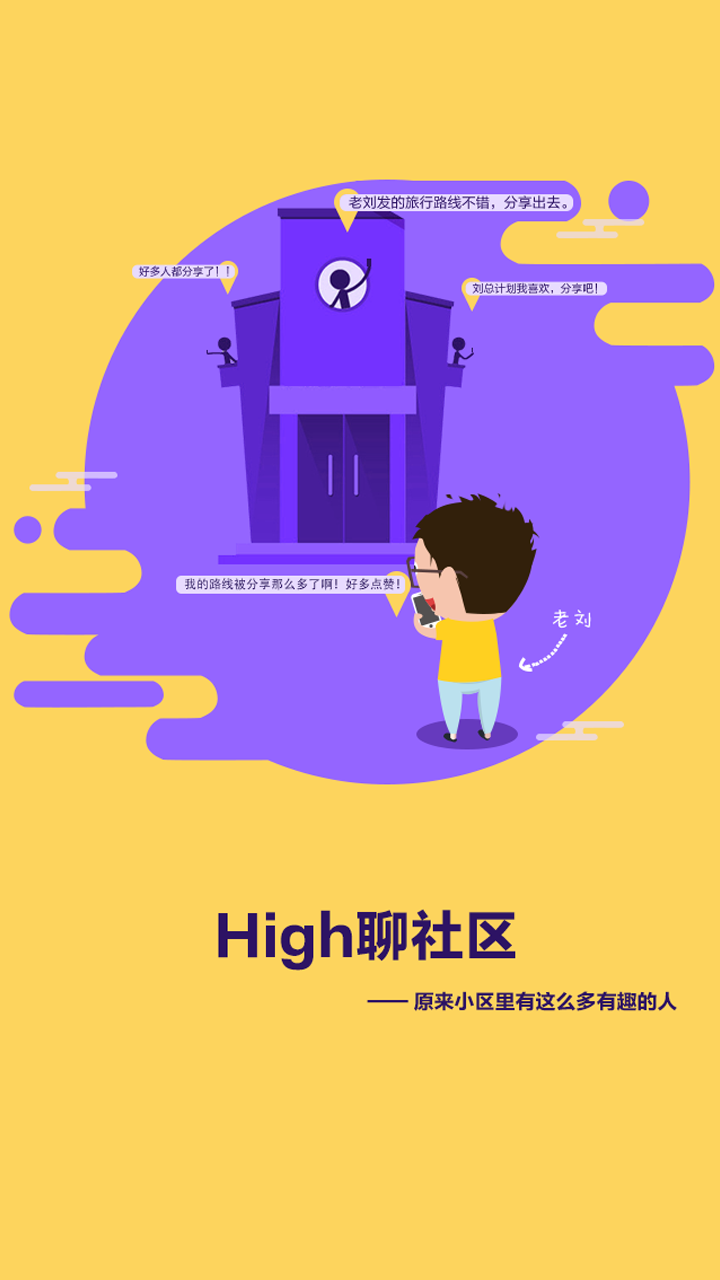 老刘发的旅行路线不错，分享出去。
好多人都分享了！！
刘总计划我喜欢，分享吧！
我的路线被分享那么多了啊！好多点赞！
老刘
High聊社区
—— 原来小区里有这么多有趣的人